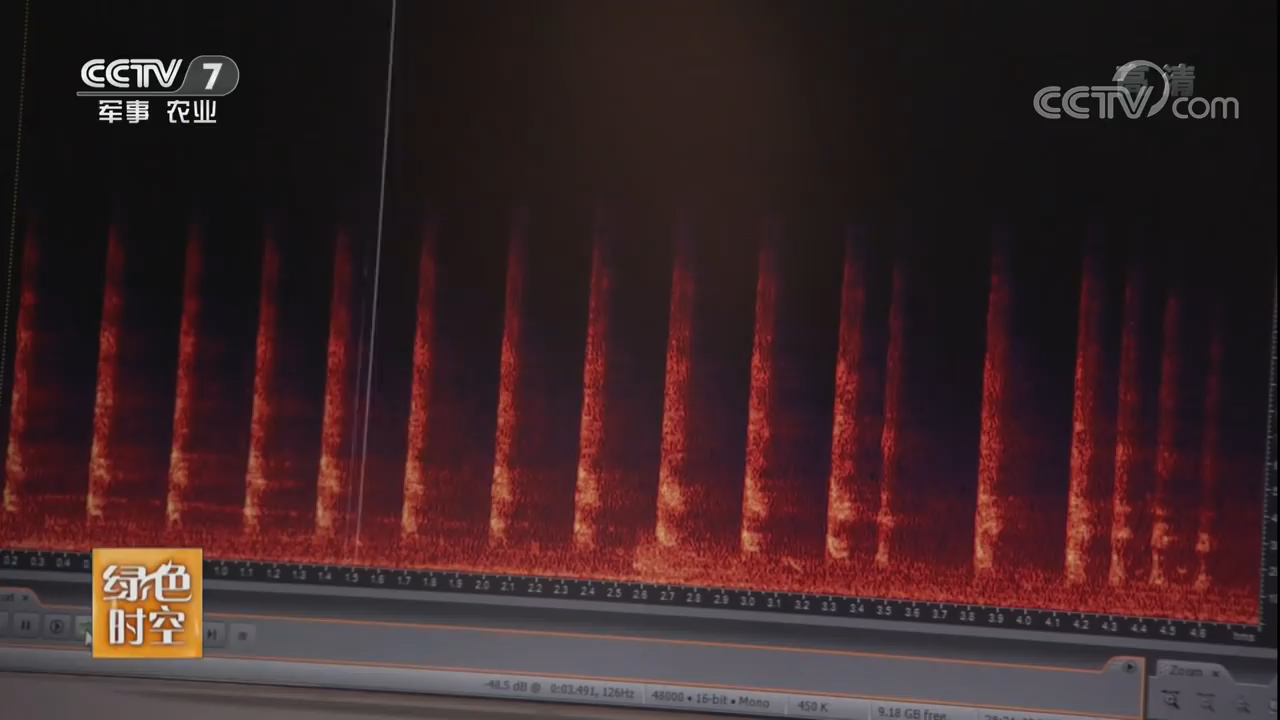 CCTV 7
军事 农业
高清
CCTV com
0.2 0.3 0.4 1.0 1.1 1.2 1.3 1.4 1.5 1.6 1.7 1.8 1.9 2.0 2.1 2.2 2.3 2.4 2.5 2.6 2.7 2.8 2.9 3.0 3.1 3.2 3.3 3.4 3.5 3.6 3.7 3.8 3.9 4.0 4.1 4.2 4.3 4.4 4.5 4.6 hms
绿色
时空
Zoom
-48.5 dB @ 0:03.491, 126Hz 48000 • 16-bit • Mono 450 K 9.18 GB free